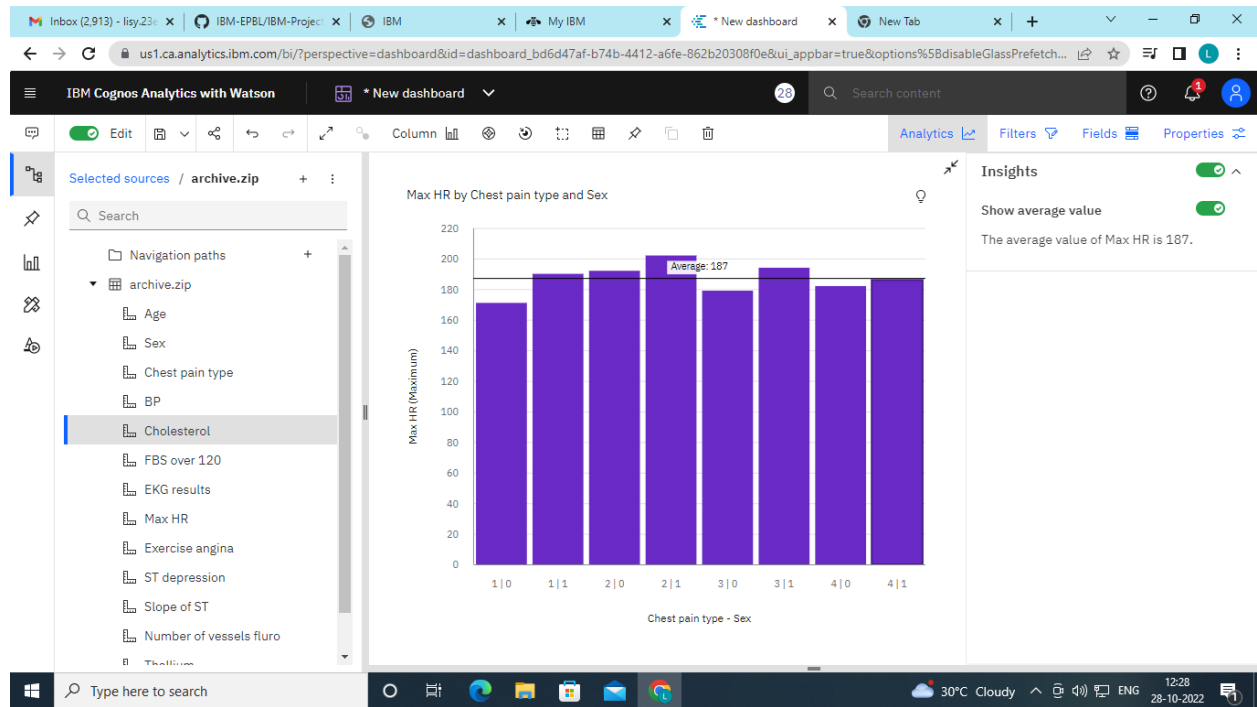 Inbox (2,913) - lisy.23e
IBM-EPBL/IBM-Project
IBM
My IBM
* New dashboard
New Tab
us1.ca.analytics.ibm.com/bi/?perspective=dashboard&id=dashboard_bd6d47af-b74b-4412-a6fe-862b20308f0e&ui_appbar=true&options%5BdisableGlassPrefetch...
L
IBM Cognos Analytics with Watson
* New dashboard
28
Search content
1
Edit
Column
Analytics
Filters
Fields
Properties
Selected sources / archive.zip
Search
Navigation paths
archive.zip
Age
Sex
Chest pain type
BP
Cholesterol
FBS over 120
EKG results
Max HR
Exercise angina
ST depression
Slope of ST
Number of vessels fluro
Thallium
Max HR by Chest pain type and Sex
220
200
180
160
140
120
100
80
60
40
20
0
Max HR (Maximum)
Average: 187
1|0 1|1 2|0 2|1 3|0 3|1 4|0 4|1
Chest pain type - Sex
Insights
Show average value
The average value of Max HR is 187.
Type here to search
30°C Cloudy
ENG
12:28
28-10-2022
1